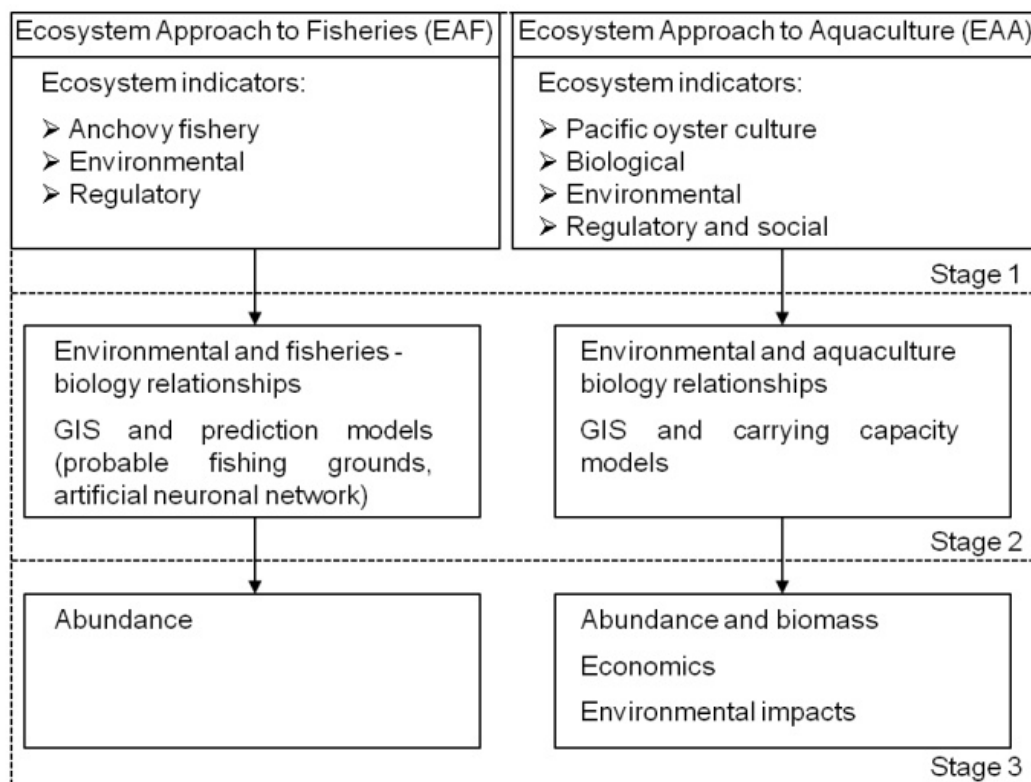 Ecosystem Approach to Fisheries (EAF)
Ecosystem indicators:
➢ Anchovy fishery
➢ Environmental
➢ Regulatory
Ecosystem Approach to Aquaculture (EAA)
Ecosystem indicators:
➢ Pacific oyster culture
➢ Biological
➢ Environmental
➢ Regulatory and social
Stage 1
Environmental and fisheries -
biology relationships
GIS and prediction models
(probable fishing grounds,
artificial neuronal network)
Environmental and aquaculture
biology relationships
GIS and carrying capacity
models
Stage 2
Abundance
Abundance and biomass
Economics
Environmental impacts
Stage 3